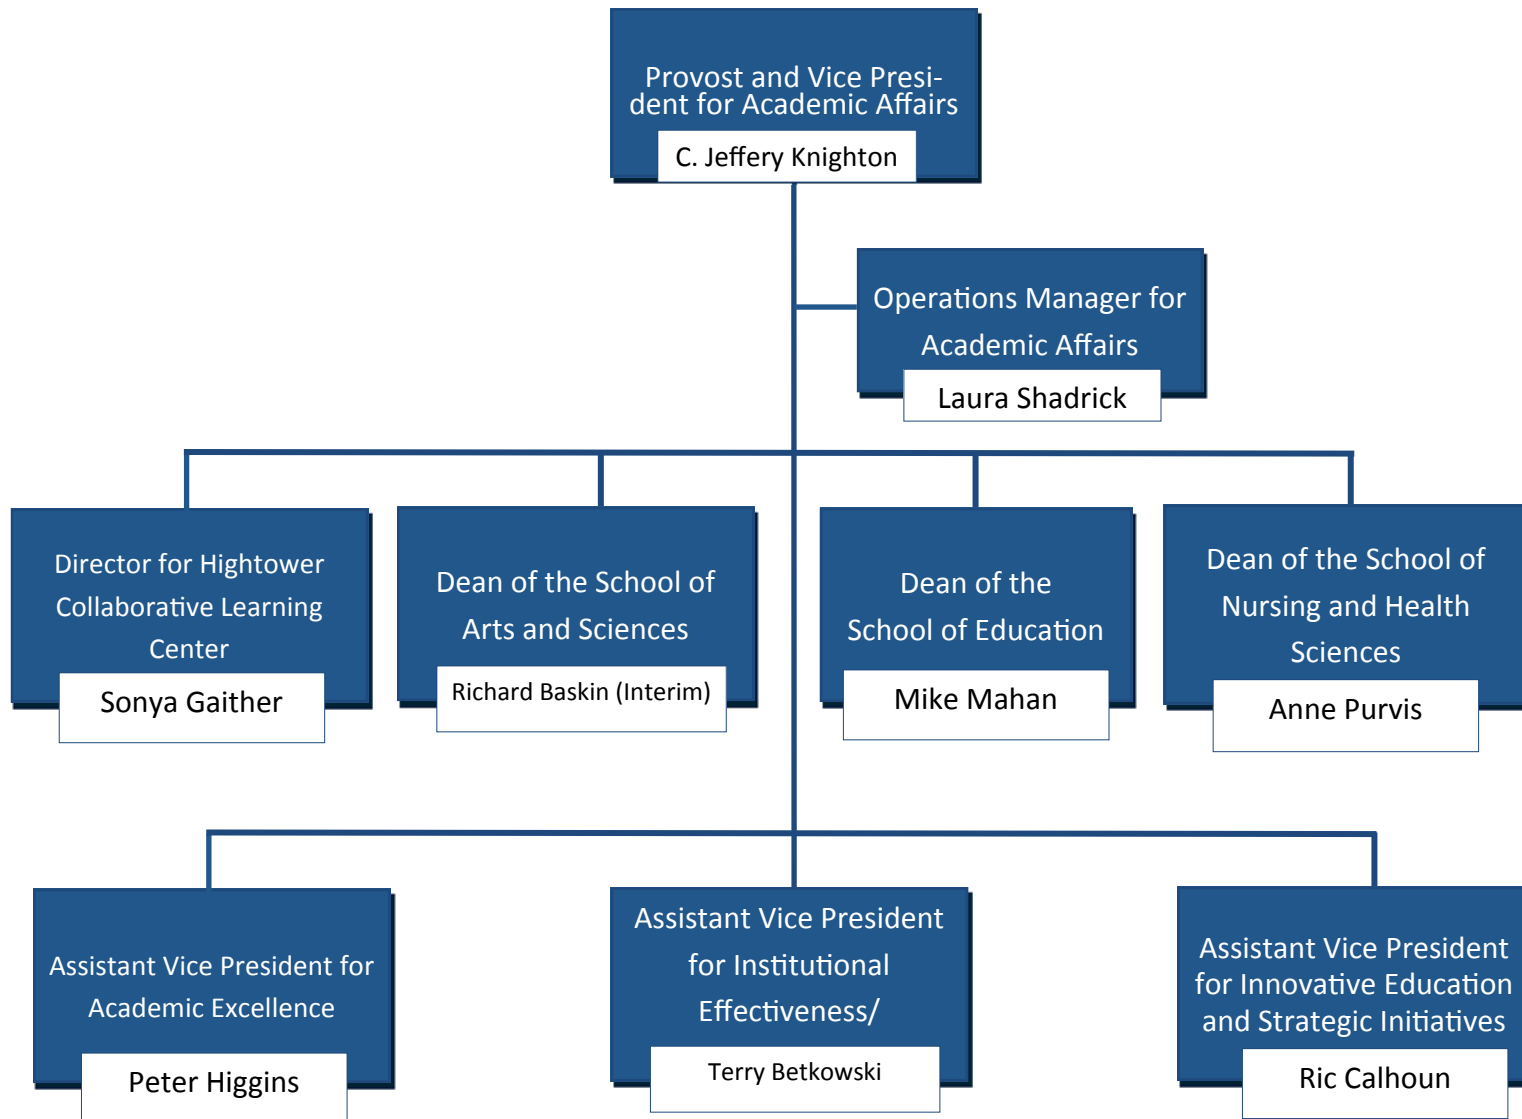 Provost and Vice Presi-
dent for Academic Affairs
C. Jeffery Knighton
Operations Manager for
Academic Affairs
Laura Shadrick
Director for Hightower
Collaborative Learning
Center
Sonya Gaither
Dean of the School of
Arts and Sciences
Richard Baskin (Interim)
Dean of the
School of Education
Mike Mahan
Dean of the School of
Nursing and Health
Sciences
Anne Purvis
Assistant Vice President for
Academic Excellence
Peter Higgins
Assistant Vice President
for Institutional
Effectiveness/
Terry Betkowski
Assistant Vice President
for Innovative Education
and Strategic Initiatives
Ric Calhoun